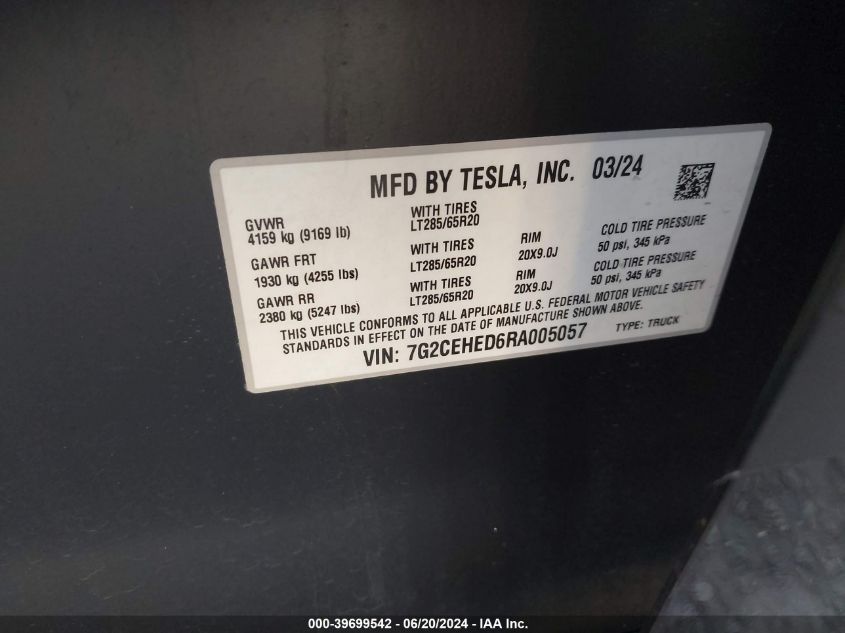 MFD BY TESLA, INC. 03/24
GVWR
4159 kg (9169 lb)
WITH TIRES
LT285/65R20
GAWR FRT
1930 kg (4255 lbs)
WITH TIRES
LT285/65R20
RIM
20X9.0J
COLD TIRE PRESSURE
50 psi, 345 kPa
GAWR RR
2380 kg (5247 lbs)
WITH TIRES
LT285/65R20
RIM
20X9.0J
COLD TIRE PRESSURE
50 psi, 345 kPa
THIS VEHICLE CONFORMS TO ALL APPLICABLE U.S. FEDERAL MOTOR VEHICLE SAFETY
STANDARDS IN EFFECT ON THE DATE OF MANUFACTURE SHOWN ABOVE.
VIN: 7G2CEHED6RA005057 TYPE: TRUCK
000-39699542 - 06/20/2024 - IAA Inc.